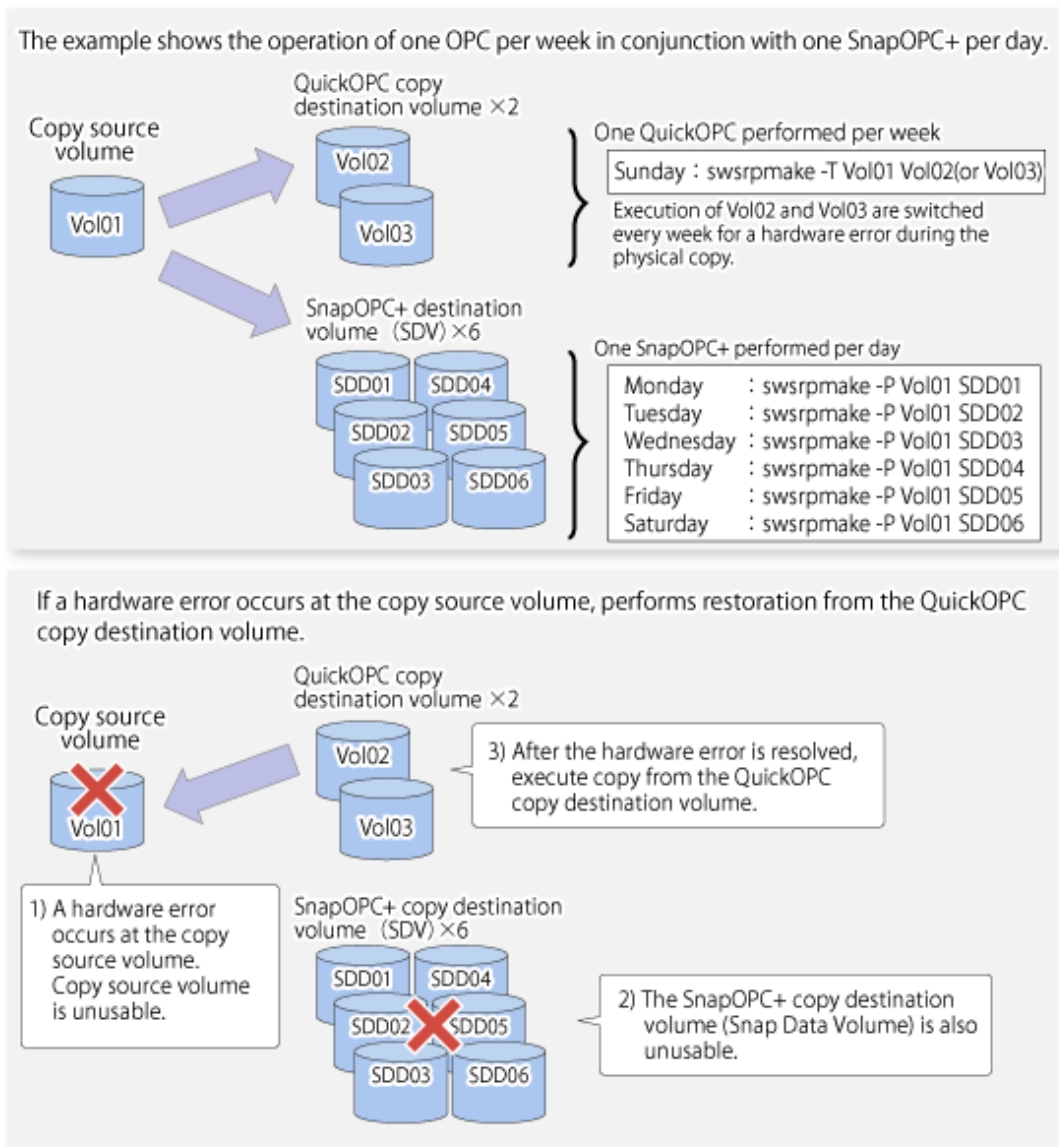 The example shows the operation of one OPC per week in conjunction with one SnapOPC+ per day.
QuickOPC copy
destination volume ×2
Copy source
volume
Vol01
Vol02
Vol03
One QuickOPC performed per week
Sunday : swsrpmake -T Vol01 Vol02(or Vol03)
Execution of Vol02 and Vol03 are switched
every week for a hardware error during the
physical copy.
SnapOPC+ destination
volume (SDV) ×6
SDD01
SDD04
SDD02
SDD05
SDD03
SDD06
One SnapOPC+ performed per day
Monday : swsrpmake -P Vol01 SDD01
Tuesday : swsrpmake -P Vol01 SDD02
Wednesday : swsrpmake -P Vol01 SDD03
Thursday : swsrpmake -P Vol01 SDD04
Friday : swsrpmake -P Vol01 SDD05
Saturday : swsrpmake -P Vol01 SDD06
If a hardware error occurs at the copy source volume, performs restoration from the QuickOPC
copy destination volume.
QuickOPC copy
destination volume ×2
Copy source
volume
Vol01
Vol02
Vol03
3) After the hardware error is resolved,
execute copy from the QuickOPC
copy destination volume.
1) A hardware error
occurs at the copy
source volume.
Copy source volume
is unusable.
SnapOPC+ copy destination
volume (SDV) ×6
SDD01
SDD04
SDD02
SDD05
SDD03
SDD06
2) The SnapOPC+ copy destination
volume (Snap Data Volume) is also
unusable.